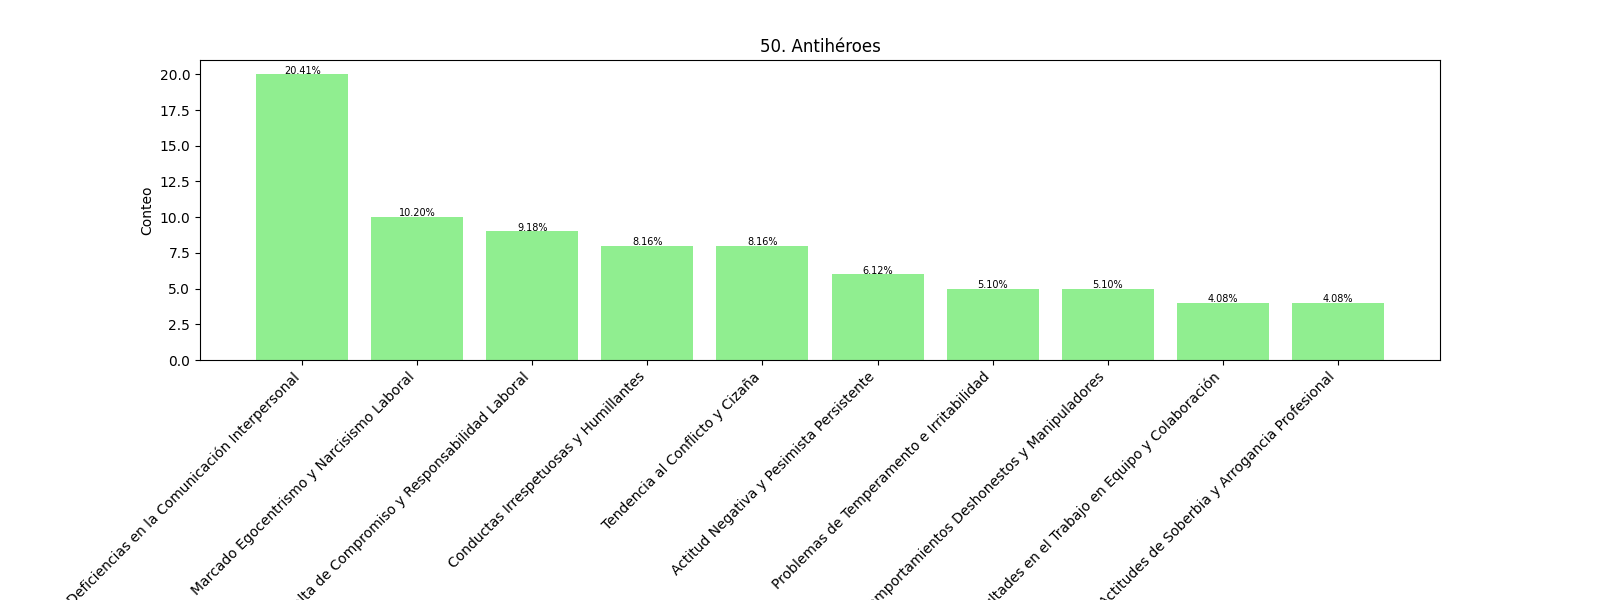 50. Antihéroes
Conteo
20.0
17.5
15.0
12.5
10.0
7.5
5.0
2.5
0.0
20.41%
10.20%
9.18%
8.16%
8.16%
6.12%
5.10%
5.10%
4.08%
4.08%
Deficiencias en la Comunicación Interpersonal
Marcado Egocentrismo y Narcisismo Laboral
de Compromiso y Responsabilidad Laboral
Conductas Irrespetuosas y Humillantes
Tendencia al Conflicto y Cizaña
Actitud Negativa y Pesimista Persistente
Problemas de Temperamento e Irritabilidad
Deshonestos y Manipuladores
en el Trabajo en Equipo y Colaboración
Actitudes de Soberbia y Arrogancia Profesional